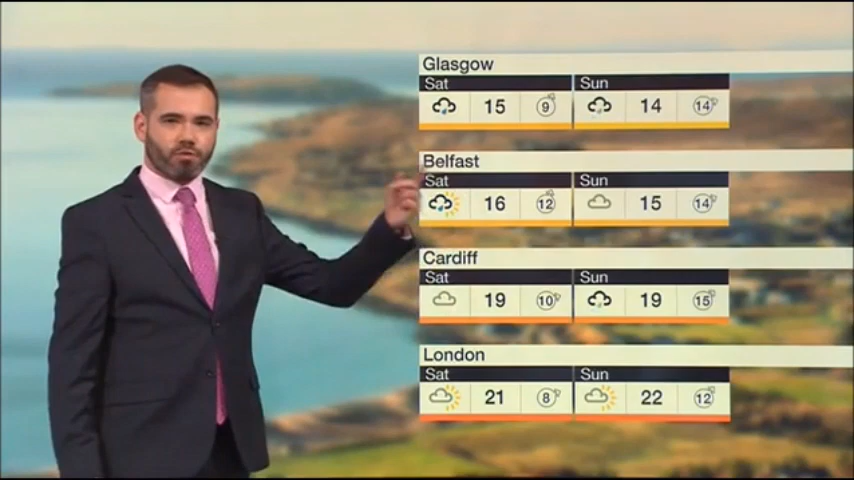 Glasgow
Sat Sun
15 9 14 14
Belfast
Sat Sun
16 12 15 14
Cardiff
Sat Sun
19 10 19 15
London
Sat Sun
21 8 22 12